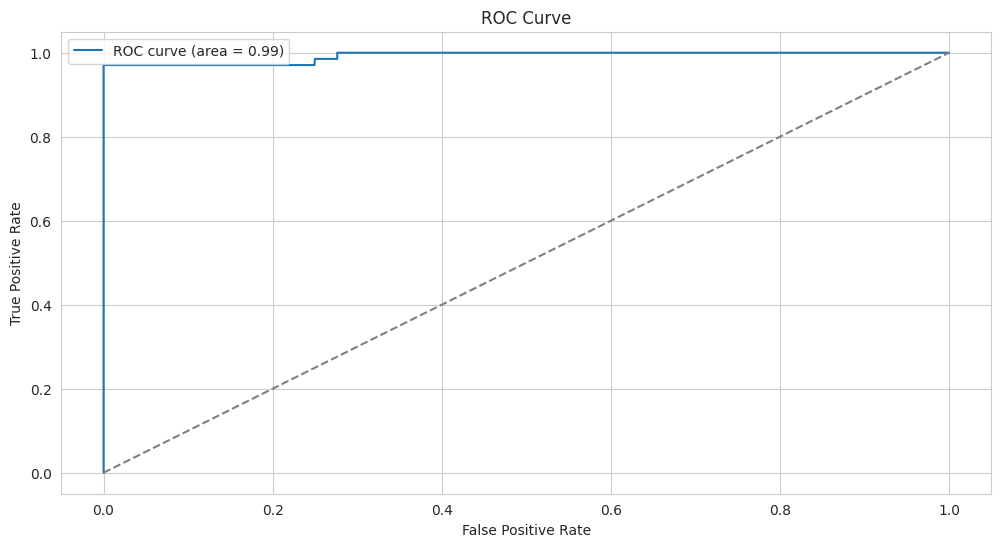 ROC Curve
ROC curve (area = 0.99)
1.0
0.8
0.6
0.4
0.2
0.0
True Positive Rate
0.0 0.2 0.4 0.6 0.8 1.0
False Positive Rate